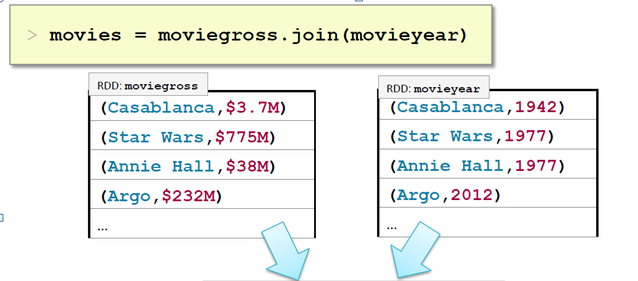 > movies = moviegross.join(movieyear)
RDD: moviegross
(Casablanca,$3.7M)
(Star Wars,$775M)
(Annie Hall,$38M)
(Argo,$232M)
…
RDD: movieyear
(Casablanca,1942)
(Star Wars,1977)
(Annie Hall,1977)
(Argo,2012)
…